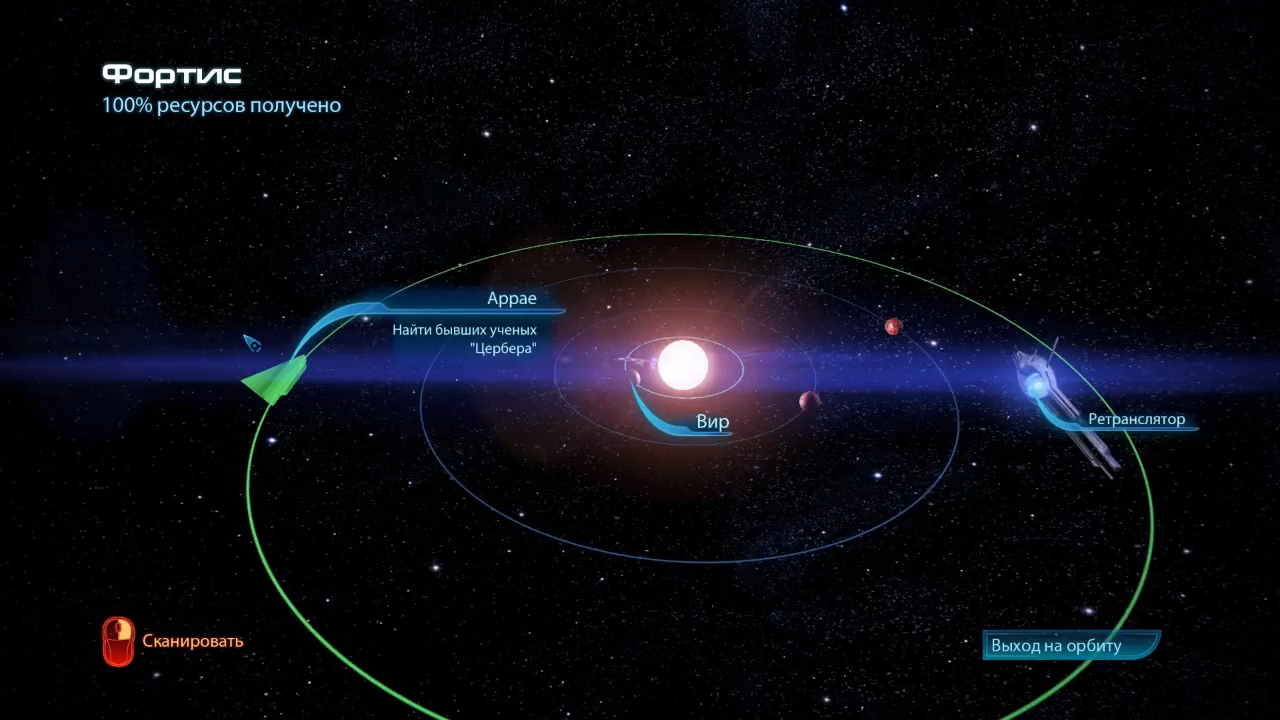 Фортис
100% ресурсов получено
Аррае
Найти бывших ученых
"Цербера"
Вир
Ретранслятор
Сканировать
Выход на орбиту